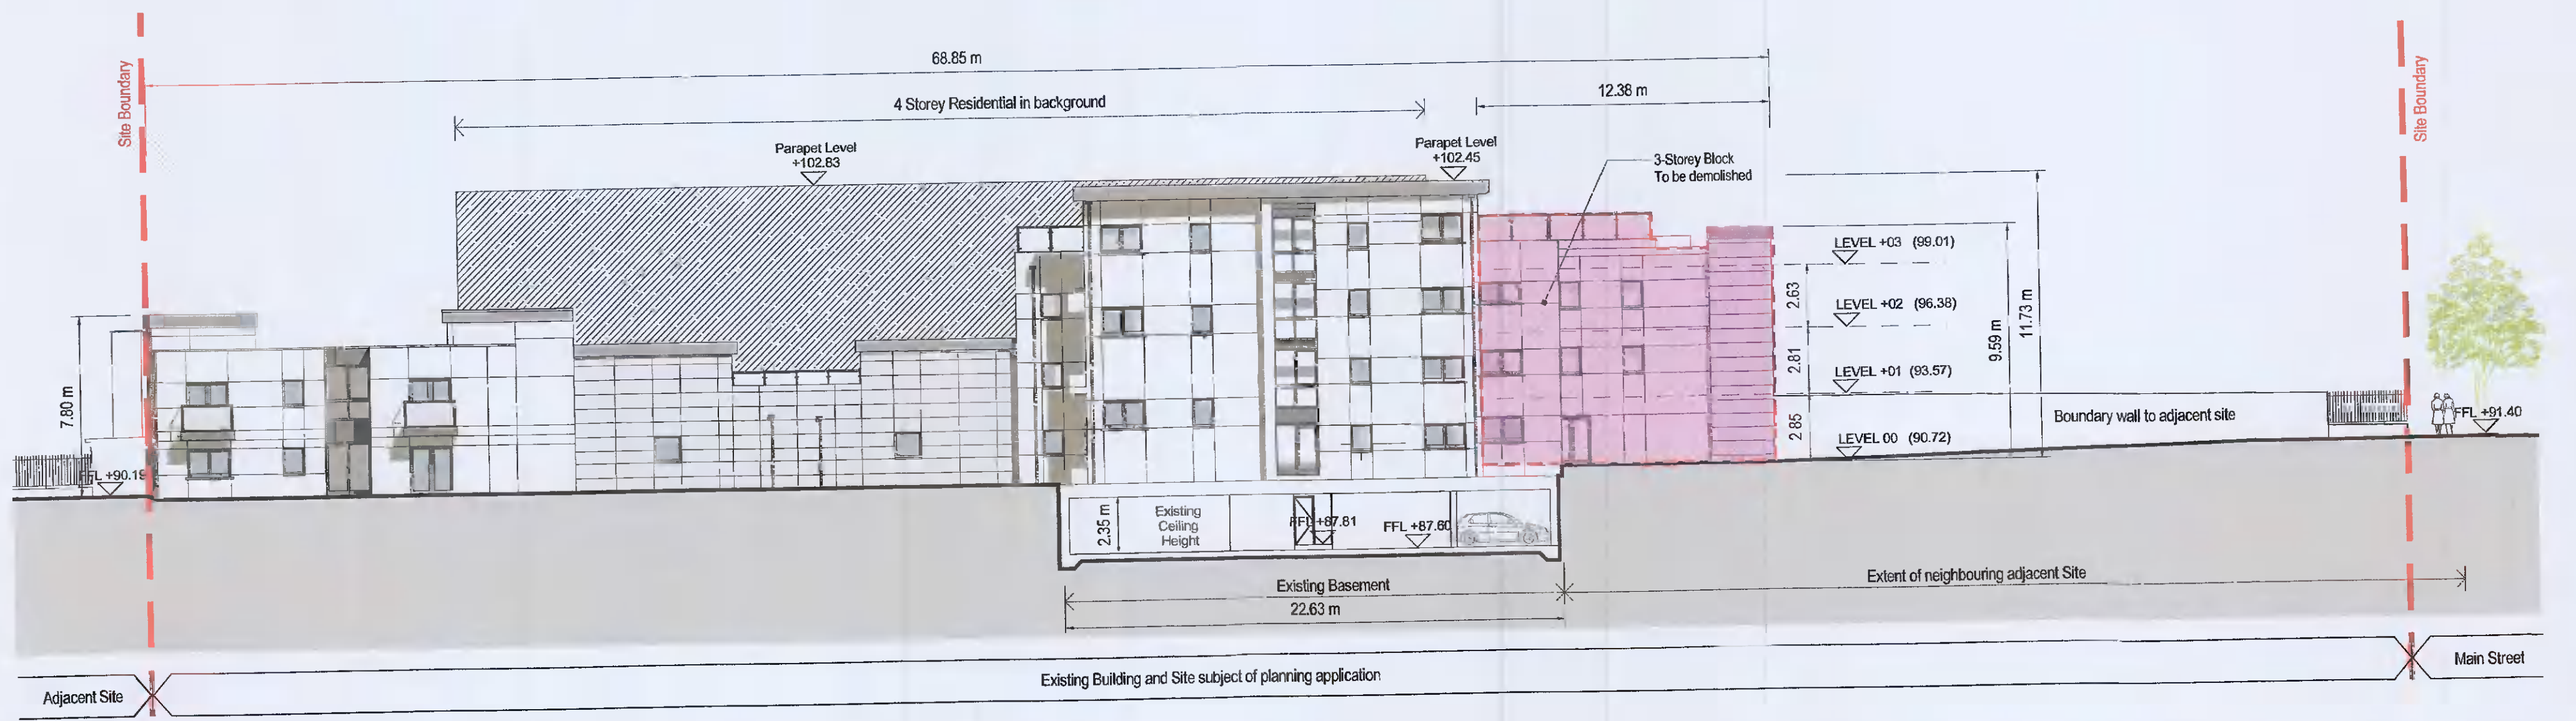 Site Boundary
68.85 m
4 Storey Residential in background
12.38 m
Site Boundary
Parapet Level
+102.83
Parapet Level
+102.45
3-Storey Block
To be demolished
LEVEL +03 (99.01)
2.63
LEVEL +02 (96.38)
2.81
LEVEL +01 (93.57)
2.85
LEVEL 00 (90.72)
9.59 m
11.73 m
7.80 m
Boundary wall to adjacent site
FFL +91.40
2.35 m
Existing
Ceiling
Height
FFL +87.81
FFL +87.60
Existing Basement
22.63 m
Extent of neighbouring adjacent Site
Adjacent Site
Existing Building and Site subject of planning application
Main Street